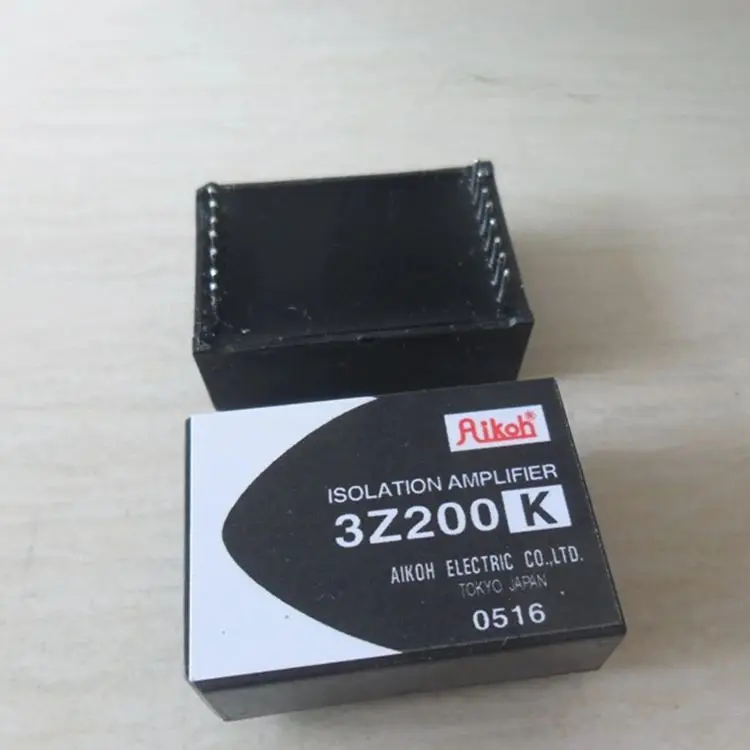 Aikoh®
ISOLATION AMPLIFIER
3Z200 K
AIKOH ELECTRIC CO.,LTD.
TOKYO JAPAN
0516